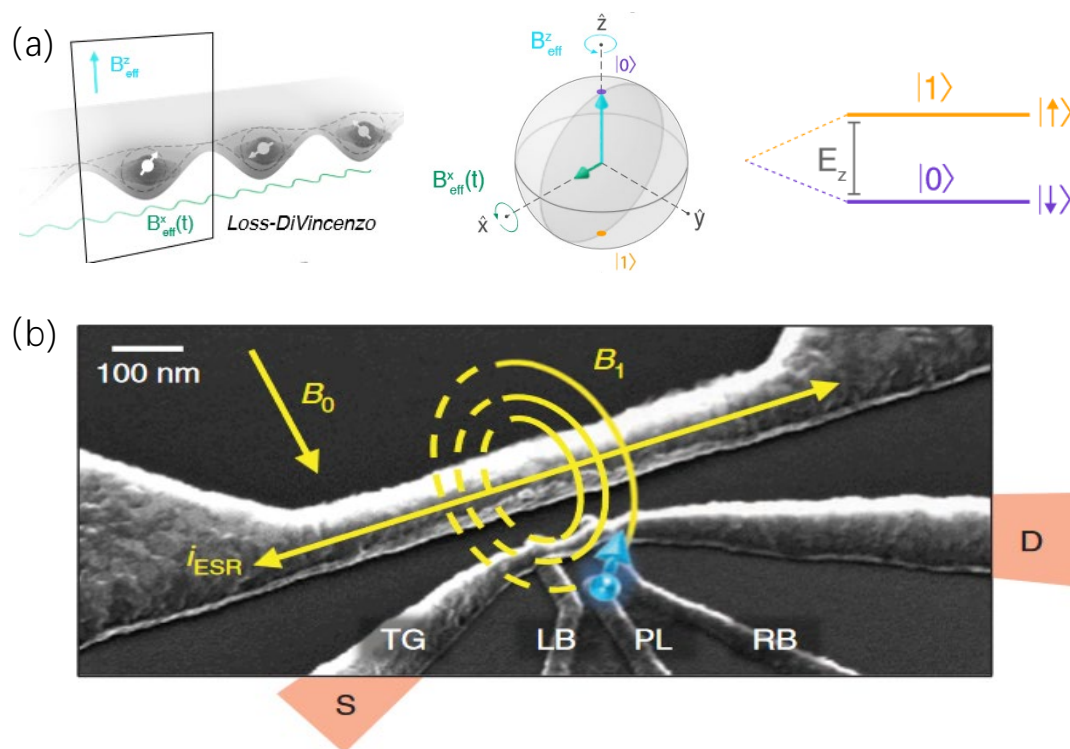 (a)
B^z_eff
B^x_eff(t)
Loss-DiVincenzo
B^z_eff
ẑ
|0⟩
B^x_eff(t)
x̂
ŷ
|1⟩
|1⟩
|↑⟩
E_z
|0⟩
|↓⟩
(b)
100 nm
B_0
B_1
i_ESR
D
TG
LB
PL
RB
S